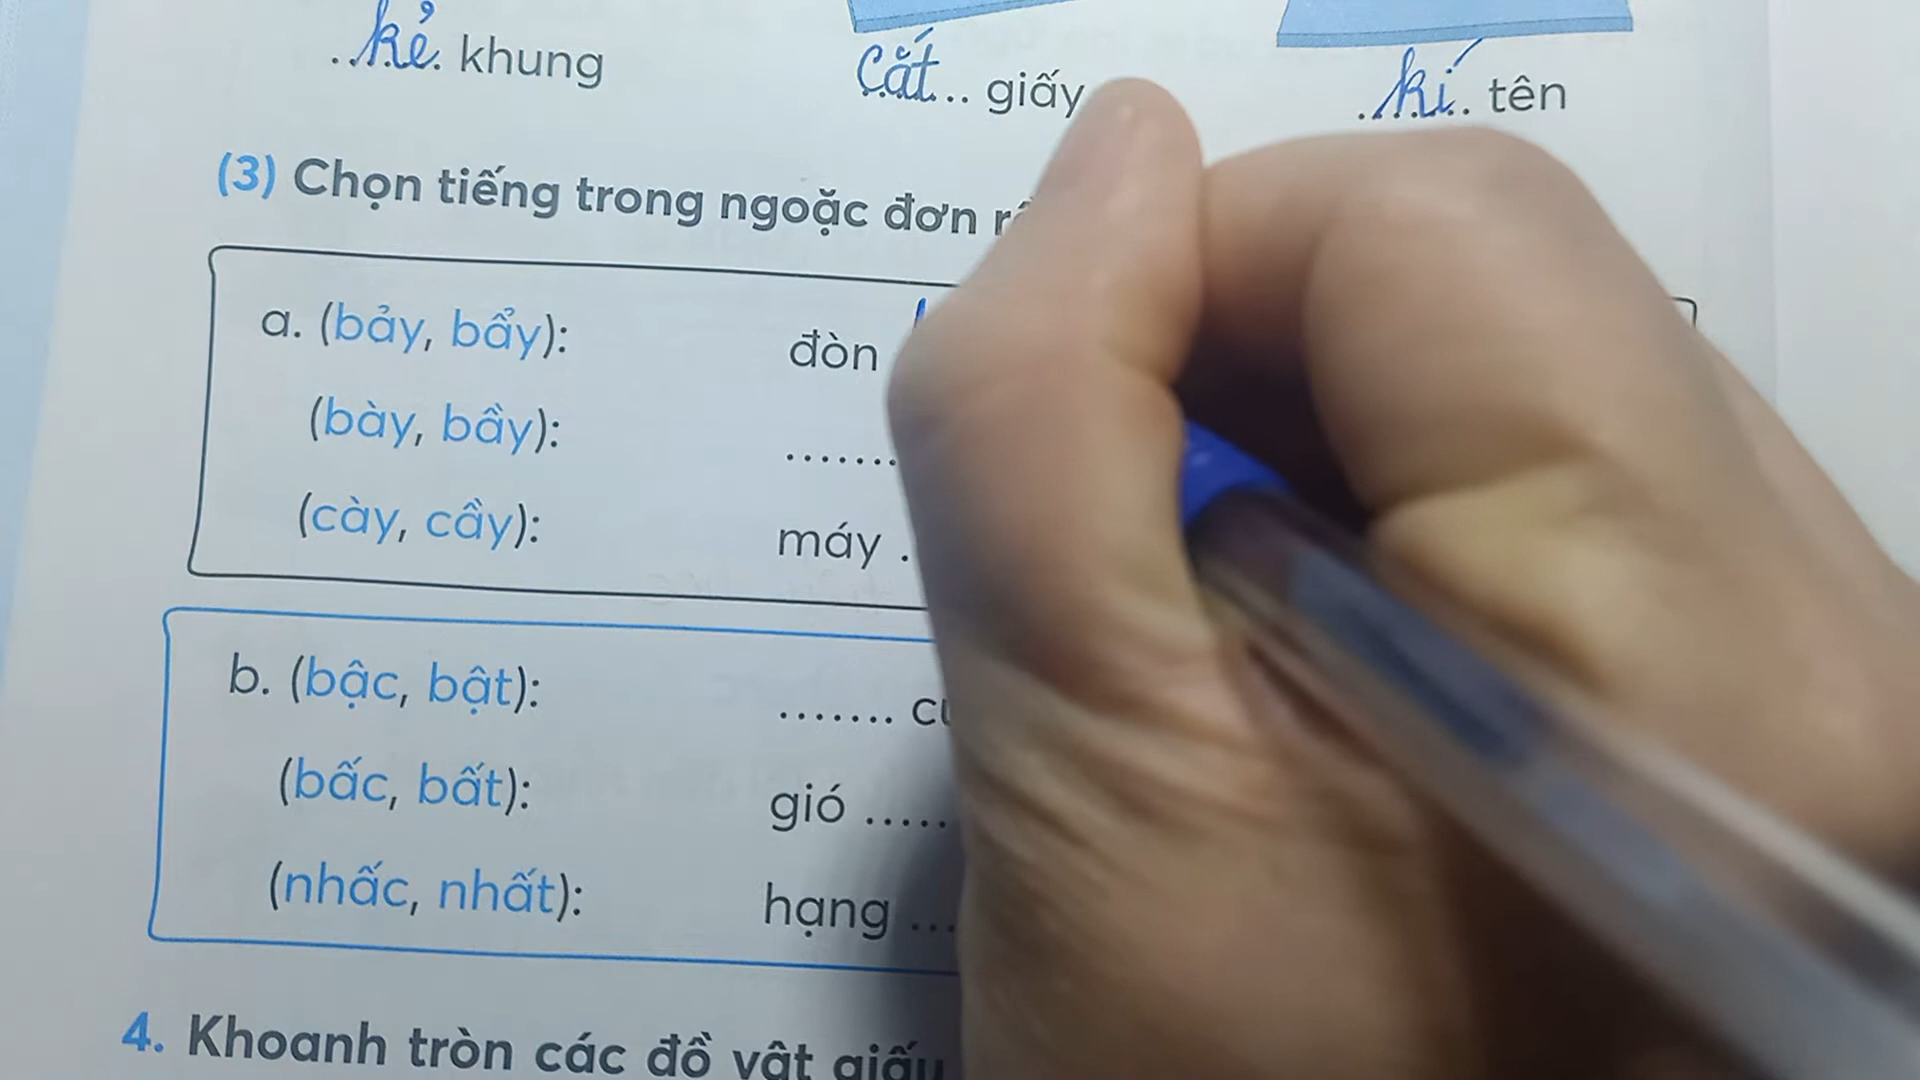 kẻ khung
cắt giấy
kí tên
(3) Chọn tiếng trong ngoặc đơn
a. (bảy, bẩy): đòn
(bày, bầy): .......
(cày, cầy): máy .
b. (bậc, bật): .......
(bấc, bất): gió .....
(nhấc, nhất): hạng ...
4. Khoanh tròn các đồ vật giấu